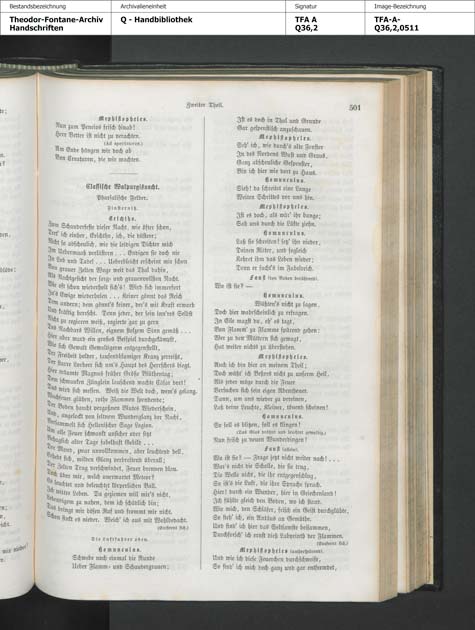 Bestandsbezeichnung
Theodor-Fontane-Archiv
Handschriften
Archivalieneinheit
Q - Handbibliothek
Signatur
TFA A
Q36,2
Image-Bezeichnung
TFA-A-
Q36,2,0511
Zweiter Theil.
501
Mephistopheles.
Nun zum Peneios frisch hinab!
Herr Vetter ist nicht zu verachten.
(Ad spectatores.)
Am Ende hängen wir doch ab
Von Creaturen, die wir machten.
Classische Walpurgisnacht.
Pharsalische Felder.
Finsterniß.
Erichtho.
Zum Schauderfeste dieser Nacht, wie öfter schon,
Tret' ich einher, Erichtho, ich, die düstere;
Nicht so abscheulich, wie die leidigen Dichter mich
Im Uebermaß verlästern . . . Endigen sie doch nie
In Lob und Tadel . . . Ueberbleicht erscheint mir schon
Von grauer Zelten Woge weit das Thal dahin,
Als Nachtgesicht der sorg- und grauenvollsten Nacht.
Wie oft schon wiederholt sich's! Wird sich immerfort
In's Ewige wiederholen . . . Keiner gönnt das Reich
Dem andern; dem gönnt's keiner, der's mit Kraft erwarb
Und kräftig herrscht. Denn jeder, der sein inn'res Selbst
Nicht zu regieren weiß, regierte gar zu gern
Des Nachbars Willen, eignem stolzem Sinn gemäß . . .
Hier aber ward ein großes Beispiel durchgekämpft,
Wie sich Gewalt Gewaltigerem entgegenstellt,
Der Freiheit holder, tausendblumiger Kranz zerreißt,
Der starre Lorbeer sich um's Haupt des Herrschers biegt.
Hier träumte Magnus früher Größe Blüthentag,
Dem schwanken Zünglein lauschend wachte Cäsar dort!
Das wird sich messen. Weiß die Welt doch, wem's gelang.
Wachfeuer glühen, rothe Flammen spendende;
Der Boden haucht vergoßnen Blutes Wiederschein,
Und, angelockt von seltnem Wunderglanz der Nacht,
Versammelt sich Hellenischer Sage Legion.
Um alle Feuer schwankt unsicher oder sitzt
Behaglich alter Tage fabelhaft Gebild . . .
Der Mond, zwar unvollkommen, aber leuchtend hell,
Erhebt sich, milden Glanz verbreitend überall;
Der Zelten Trug verschwindet, Feuer brennen blau.
Doch über mir, welch unerwartet Meteor?
Es leuchtet und beleuchtet körperlichen Ball.
Ich wittre Leben. Da geziemen will mir's nicht,
Lebendigem zu nahen, dem ich schädlich bin;
Das bringt mir bösen Ruf und frommt mir nicht.
Schon sinkt es nieder. Weich' ich aus mit Wohlbedacht.
(Entfernt sich.)
Die Luftfahrer oben.
Homunculus.
Schwebe noch einmal die Runde
Ueber Flamm- und Schaudergrauen;
Ist es doch in Thal und Grunde
Gar gespenstisch anzuschauen.
Mephistopheles.
Seh' ich, wie durch's alte Fenster
In des Nordens Wust und Graus,
Ganz abscheuliche Gespenster,
Bin ich hier wie dort zu Haus.
Homunculus.
Sieh! da schreitet eine Lange
Weiten Schrittes vor uns hin.
Mephistopheles.
Ist es doch, als wär' ihr bange;
Sah uns durch die Lüfte ziehn.
Homunculus.
Laß sie schreiten! setz' ihn nieder,
Deinen Ritter, und sogleich
Kehret ihm das Leben wieder;
Denn er sucht's im Fabelreich.
Faust (den Boden berührend).
Wo ist sie? —
Homunculus.
Wüßten's nicht zu sagen,
Doch hier wahrscheinlich zu erfragen.
In Eile magst du, eh' es tagt,
Von Flamm' zu Flamme spürend gehen:
Wer zu den Müttern sich gewagt,
Hat weiter nichts zu überstehen.
Mephistopheles.
Auch ich bin hier an meinem Theil;
Doch wüßt' ich Besseres nicht zu unserm Heil,
Als jeder möge durch die Feuer
Versuchen sich sein eigen Abenteuer.
Dann, um uns wieder zu vereinen,
Laß deine Leuchte, Kleiner, tönend scheinen!
Homunculus.
So soll es blitzen, soll es klingen!
(Das Glas dröhnt und leuchtet gewaltig.)
Nun frisch zu neuen Wunderdingen!
Faust (allein).
Wo ist sie? — Frage jetzt nicht weiter nach! . . .
Wär's nicht die Scholle, die sie trug,
Die Welle nicht, die ihr entgegenschlug,
So ist's die Luft, die ihre Sprache sprach.
Hier! durch ein Wunder, hier in Griechenland!
Ich fühlte gleich den Boden, wo ich stand.
Wie mich, den Schläfer, frisch ein Geist durchglühte,
So steh' ich, ein Antäus an Gemüthe.
Und find' ich hier das Seltsamste beisammen,
Durchforsch' ich ernst dieß Labyrinth der Flammen.
(Entfernt sich.)
Mephistopheles (umherspürend).
Und wie ich diese Feuerchen durchschweife,
So find' ich mich doch ganz und gar entfremdet,